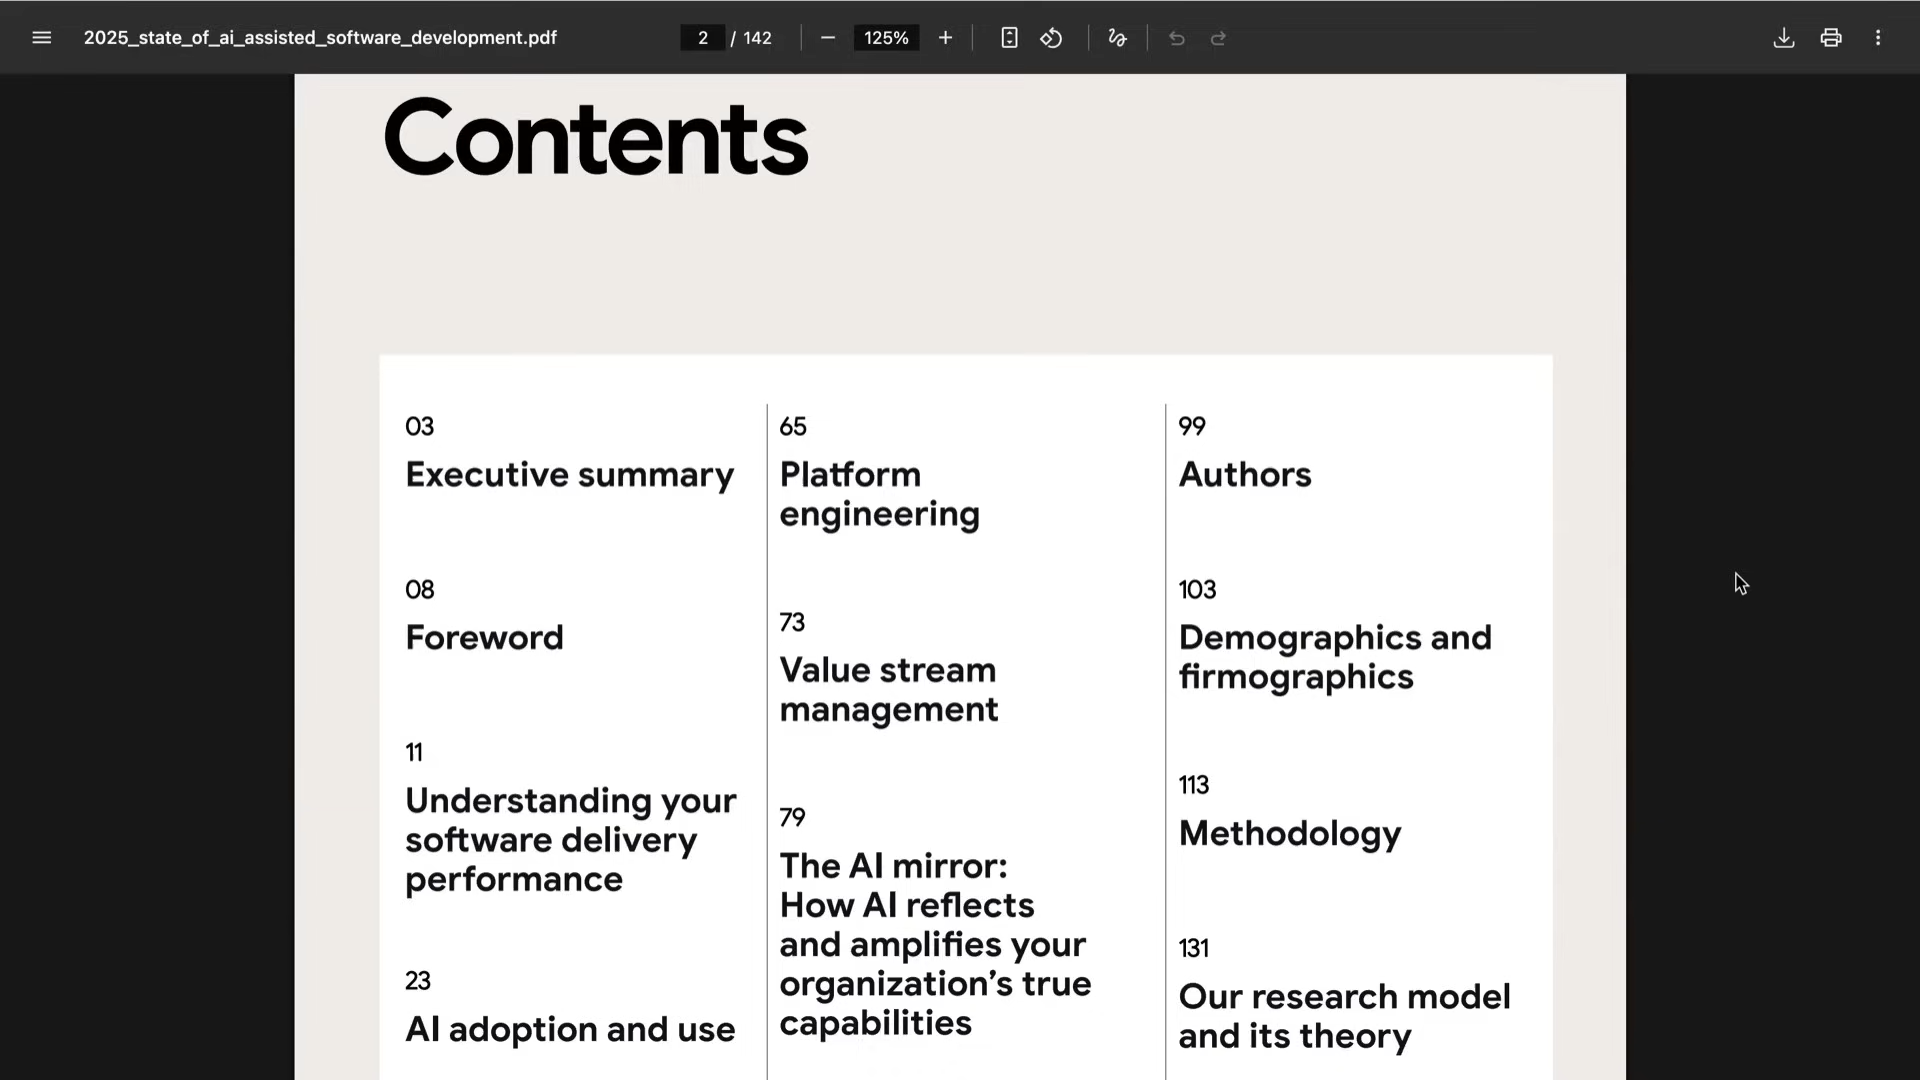 2025_state_of_ai_assisted_software_development.pdf
2 / 142
125%
Contents
03
Executive summary
08
Foreword
11
Understanding your
software delivery
performance
23
AI adoption and use
65
Platform
engineering
73
Value stream
management
79
The AI mirror:
How AI reflects
and amplifies your
organization’s true
capabilities
99
Authors
103
Demographics and
firmographics
113
Methodology
131
Our research model
and its theory